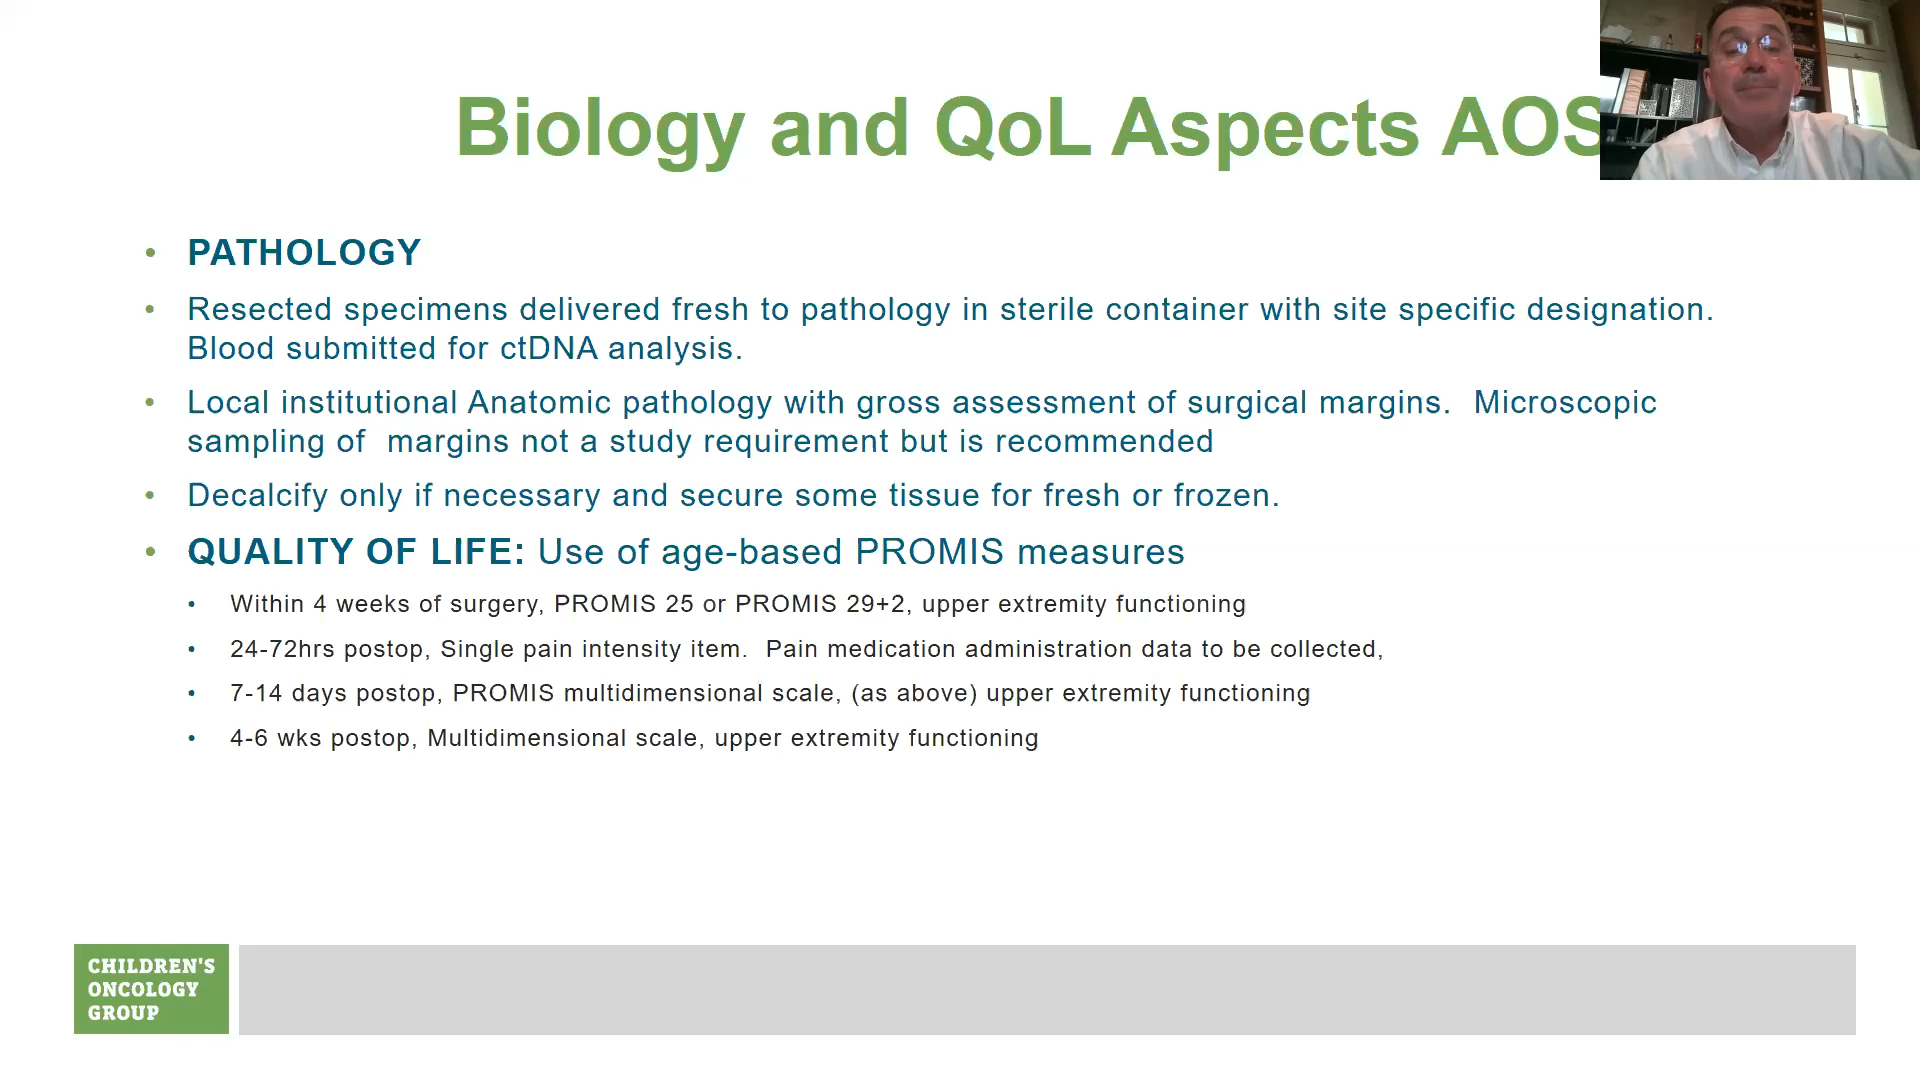 Biology and QoL Aspects AOS
• PATHOLOGY
• Resected specimens delivered fresh to pathology in sterile container with site specific designation.
Blood submitted for ctDNA analysis.
• Local institutional Anatomic pathology with gross assessment of surgical margins.  Microscopic
sampling of  margins not a study requirement but is recommended
• Decalcify only if necessary and secure some tissue for fresh or frozen.
• QUALITY OF LIFE: Use of age-based PROMIS measures
• Within 4 weeks of surgery, PROMIS 25 or PROMIS 29+2, upper extremity functioning
• 24-72hrs postop, Single pain intensity item.  Pain medication administration data to be collected,
• 7-14 days postop, PROMIS multidimensional scale, (as above) upper extremity functioning
• 4-6 wks postop, Multidimensional scale, upper extremity functioning
CHILDREN'S
ONCOLOGY
GROUP